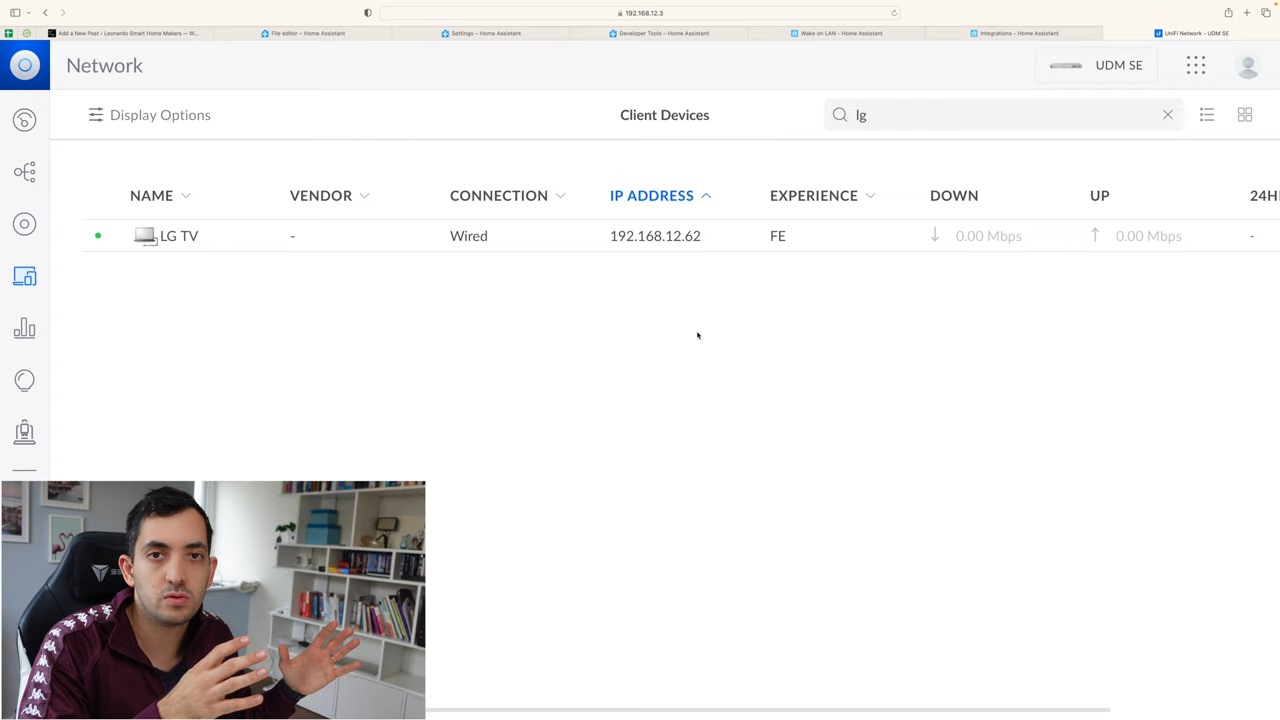 192.168.12.3
Add a New Post ‹ Leonardo Smart Home Makers — W...
File editor – Home Assistant
Settings – Home Assistant
Developer Tools – Home Assistant
Wake on LAN - Home Assistant
Integrations - Home Assistant
UniFi Network - UDM SE
Network
UDM SE
Display Options
Client Devices
lg
NAME
VENDOR
CONNECTION
IP ADDRESS
EXPERIENCE
DOWN
UP
24H
LG TV
-
Wired
192.168.12.62
FE
0.00 Mbps
0.00 Mbps
-